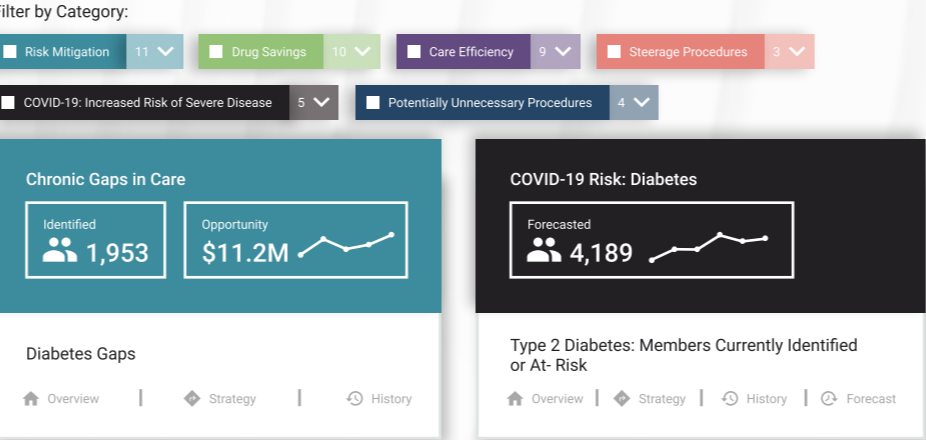 ilter by Category:
Risk Mitigation 11
Drug Savings 10
Care Efficiency 9
Steerage Procedures 3
COVID-19: Increased Risk of Severe Disease 5
Potentially Unnecessary Procedures 4
Chronic Gaps in Care
Identified
1,953
Opportunity
$11.2M
Diabetes Gaps
Overview | Strategy | History
COVID-19 Risk: Diabetes
Forecasted
4,189
Type 2 Diabetes: Members Currently Identified
or At- Risk
Overview | Strategy | History | Forecast